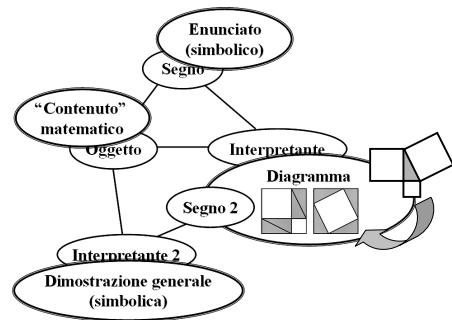 Enunciato
(simbolico)
Segno
“Contenuto”
matematico
Oggetto
Interpretante
Diagramma
Segno 2
Interpretante 2
Dimostrazione generale
(simbolica)